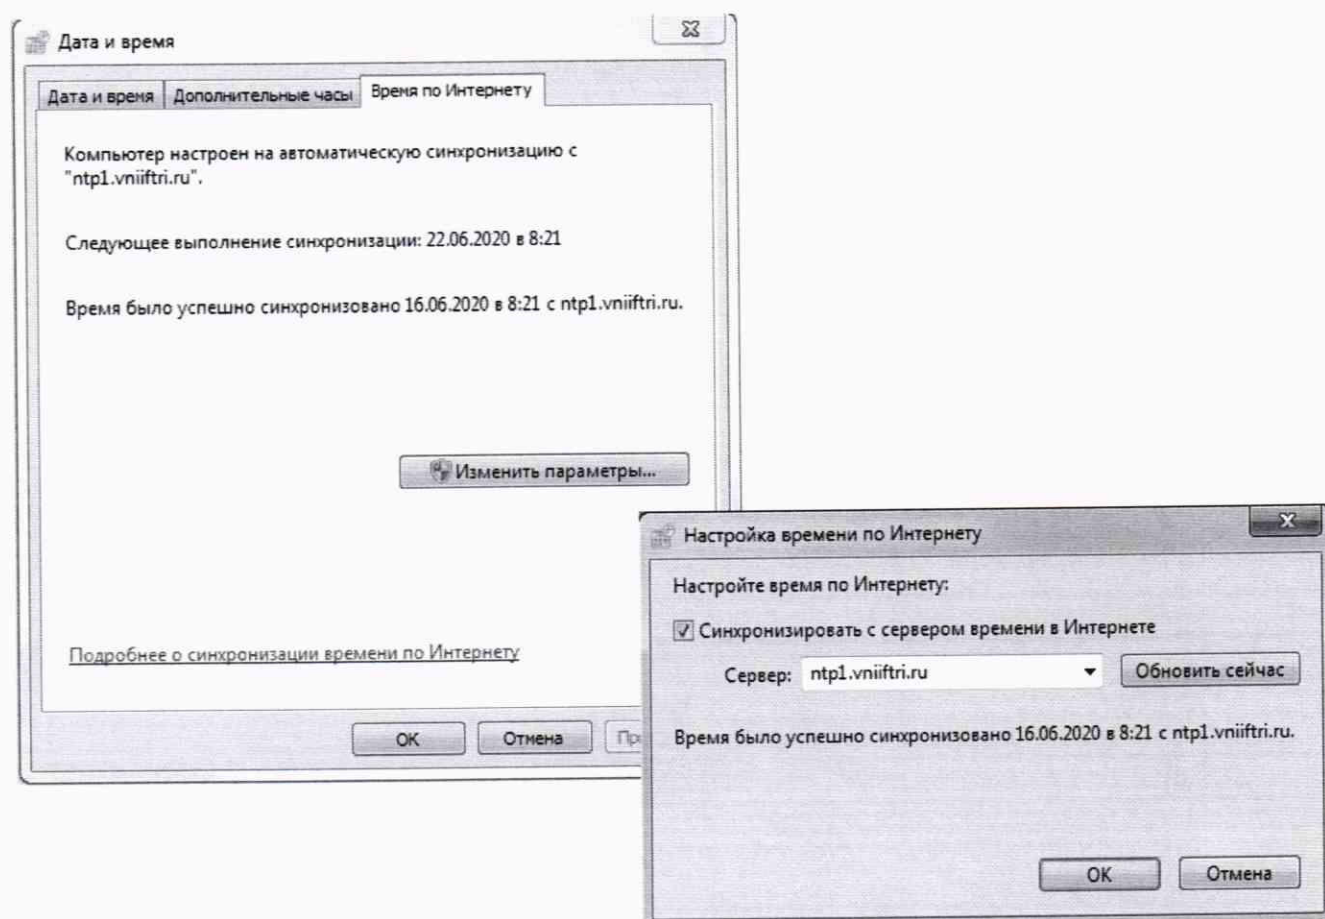 Дата и время
Дата и время
Дополнительные часы
Время по Интернету
Компьютер настроен на автоматическую синхронизацию с
"ntp1.vniiftri.ru".
Следующее выполнение синхронизации: 22.06.2020 в 8:21
Время было успешно синхронизовано 16.06.2020 в 8:21 с ntp1.vniiftri.ru.
Изменить параметры...
Подробнее о синхронизации времени по Интернету
ОК
Отмена
Настройка времени по Интернету
Настройте время по Интернету:
Синхронизировать с сервером времени в Интернете
Сервер: ntp1.vniiftri.ru
Обновить сейчас
Время было успешно синхронизовано 16.06.2020 в 8:21 с ntp1.vniiftri.ru.
ОК
Отмена